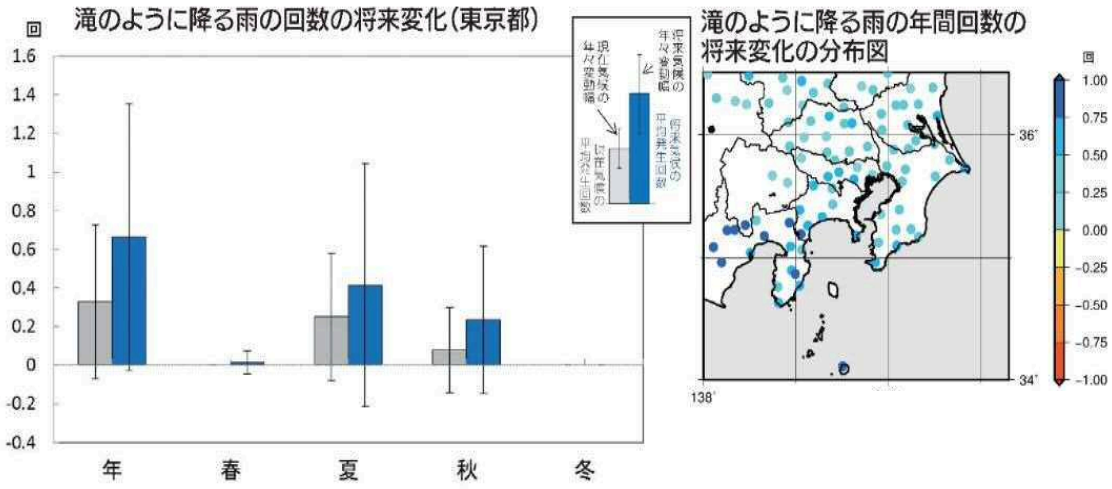 滝のように降る雨の回数の将来変化(東京都)
回
1.6
1.4
1.2
1
0.8
0.6
0.4
0.2
0
-0.2
-0.4
年
春
夏
秋
冬
現在気候の
年々変動幅
将来気候の
年々変動幅
平均発生回数
将来気候の
平均発生回数
滝のように降る雨の年間回数の
将来変化の分布図
回
1.00
0.75
0.50
0.25
0.00
-0.25
-0.50
-0.75
-1.00
36°
34°
138°